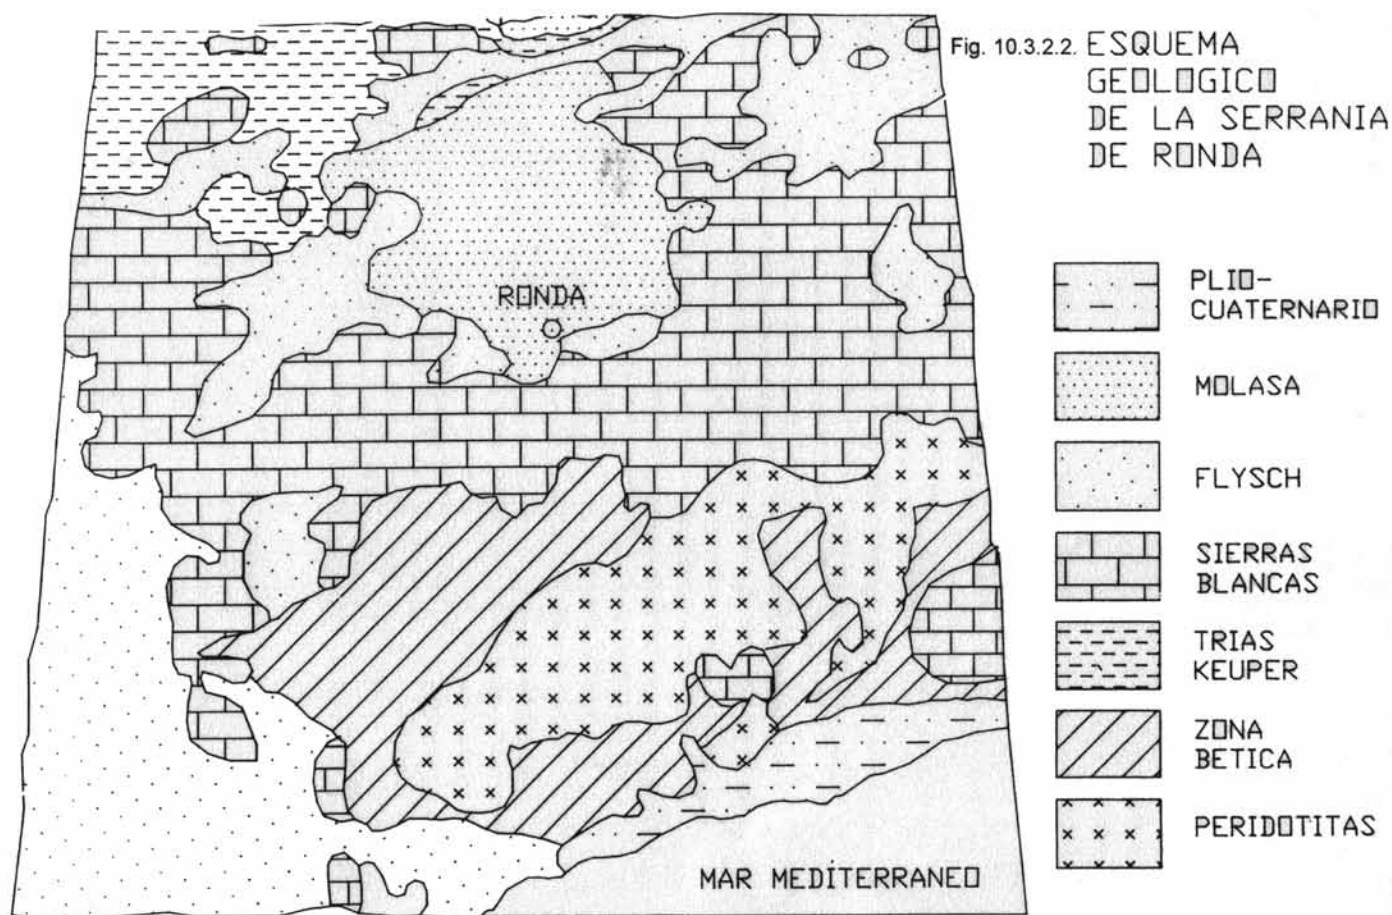 Fig. 10.3.2.2. ESQUEMA
GEOLOGICO
DE LA SERRANIA
DE RONDA
RONDA
PLIO-
CUATERNARIO
MOLASA
FLYSCH
SIERRAS
BLANCAS
TRIAS
KEUPER
ZONA
BETICA
PERIDOTITAS
MAR MEDITERRANEO